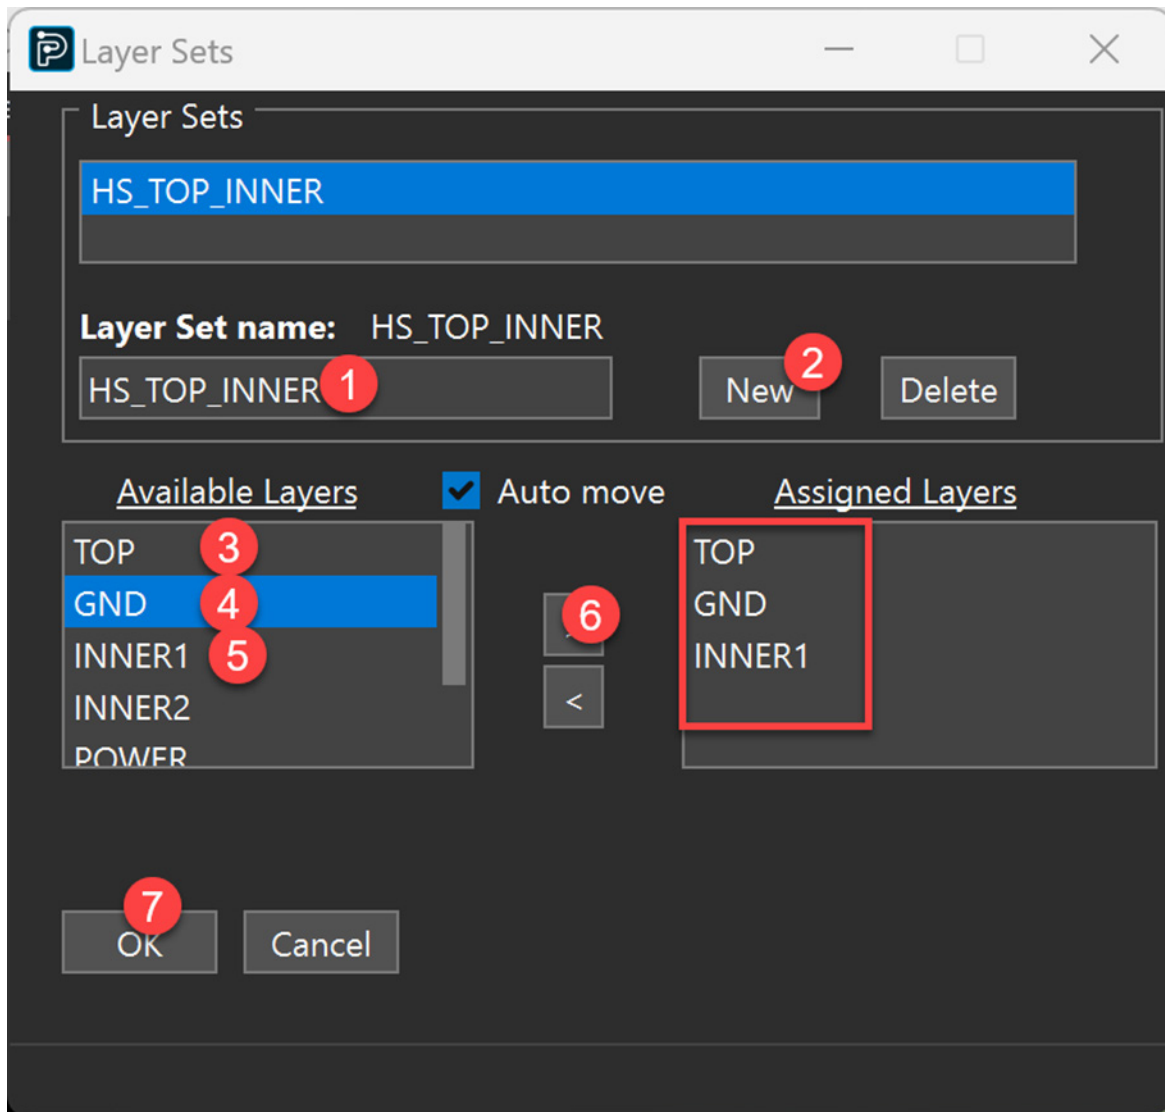 Layer Sets
Layer Sets
HS_TOP_INNER
Layer Set name: HS_TOP_INNER
HS_TOP_INNER 1
New 2 Delete
Available Layers Auto move Assigned Layers
TOP 3
GND 4
INNER1 5
INNER2
POWER
6
<
TOP
GND
INNER1
7
OK Cancel